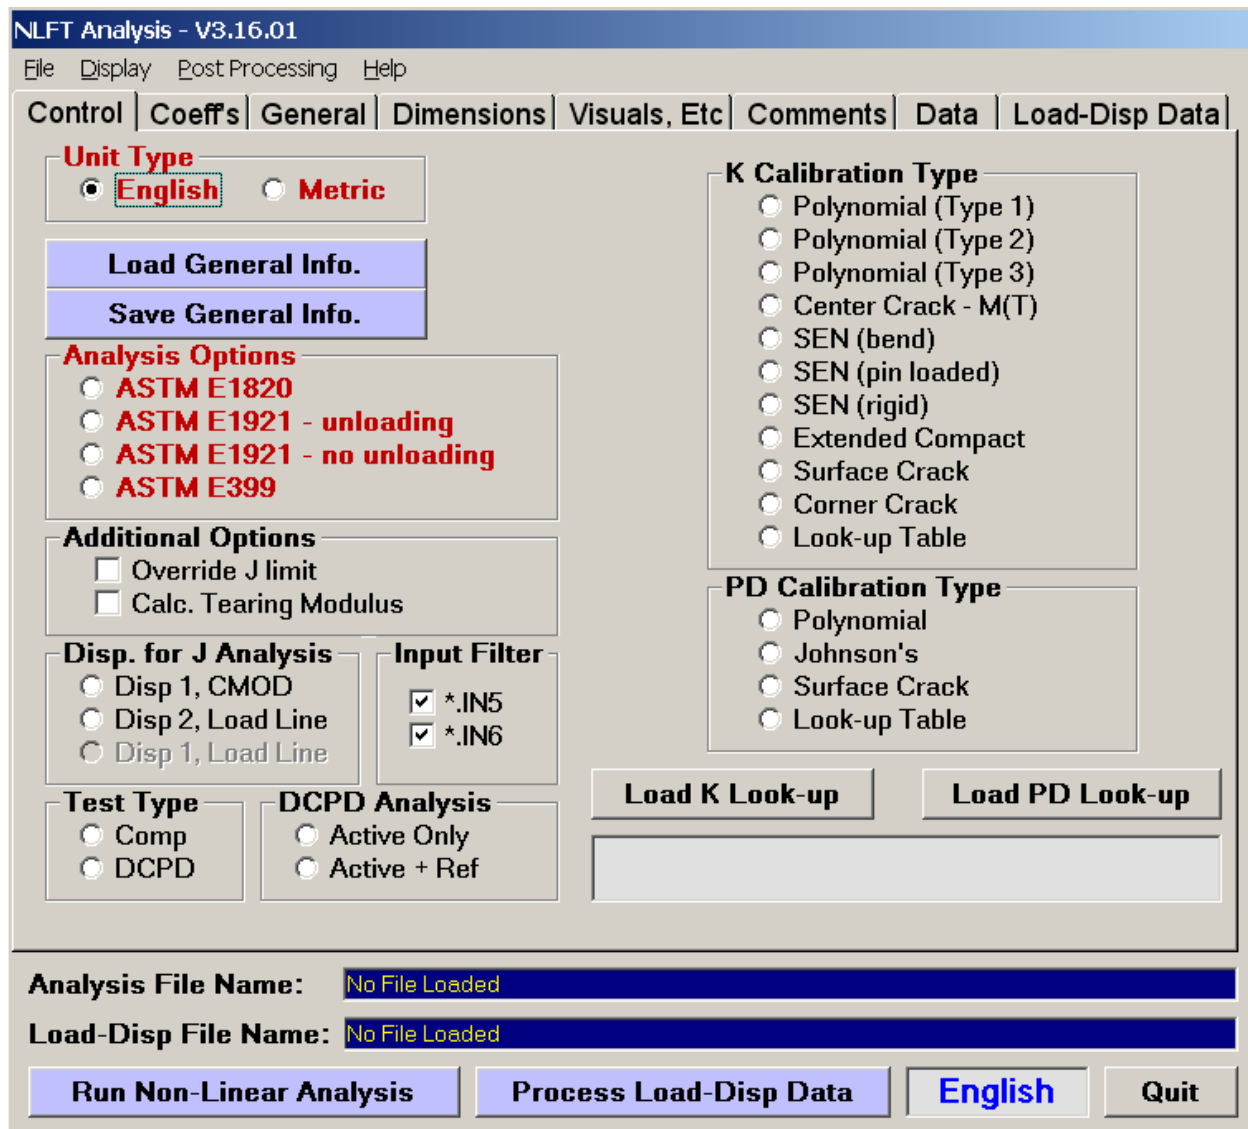 NLFT Analysis - V3.16.01
File Display Post Processing Help
Control Coeff's General Dimensions Visuals, Etc Comments Data Load-Disp Data
Unit Type
English Metric
Load General Info.
Save General Info.
Analysis Options
ASTM E1820
ASTM E1921 - unloading
ASTM E1921 - no unloading
ASTM E399
Additional Options
Override J limit
Calc. Tearing Modulus
Disp. for J Analysis
Disp 1, CMOD
Disp 2, Load Line
Disp 1, Load Line
Input Filter
*.IN5
*.IN6
Test Type
Comp
DCPD
DCPD Analysis
Active Only
Active + Ref
K Calibration Type
Polynomial (Type 1)
Polynomial (Type 2)
Polynomial (Type 3)
Center Crack - M(T)
SEN (bend)
SEN (pin loaded)
SEN (rigid)
Extended Compact
Surface Crack
Corner Crack
Look-up Table
PD Calibration Type
Polynomial
Johnson's
Surface Crack
Look-up Table
Load K Look-up Load PD Look-up
Analysis File Name: No File Loaded
Load-Disp File Name: No File Loaded
Run Non-Linear Analysis Process Load-Disp Data English Quit